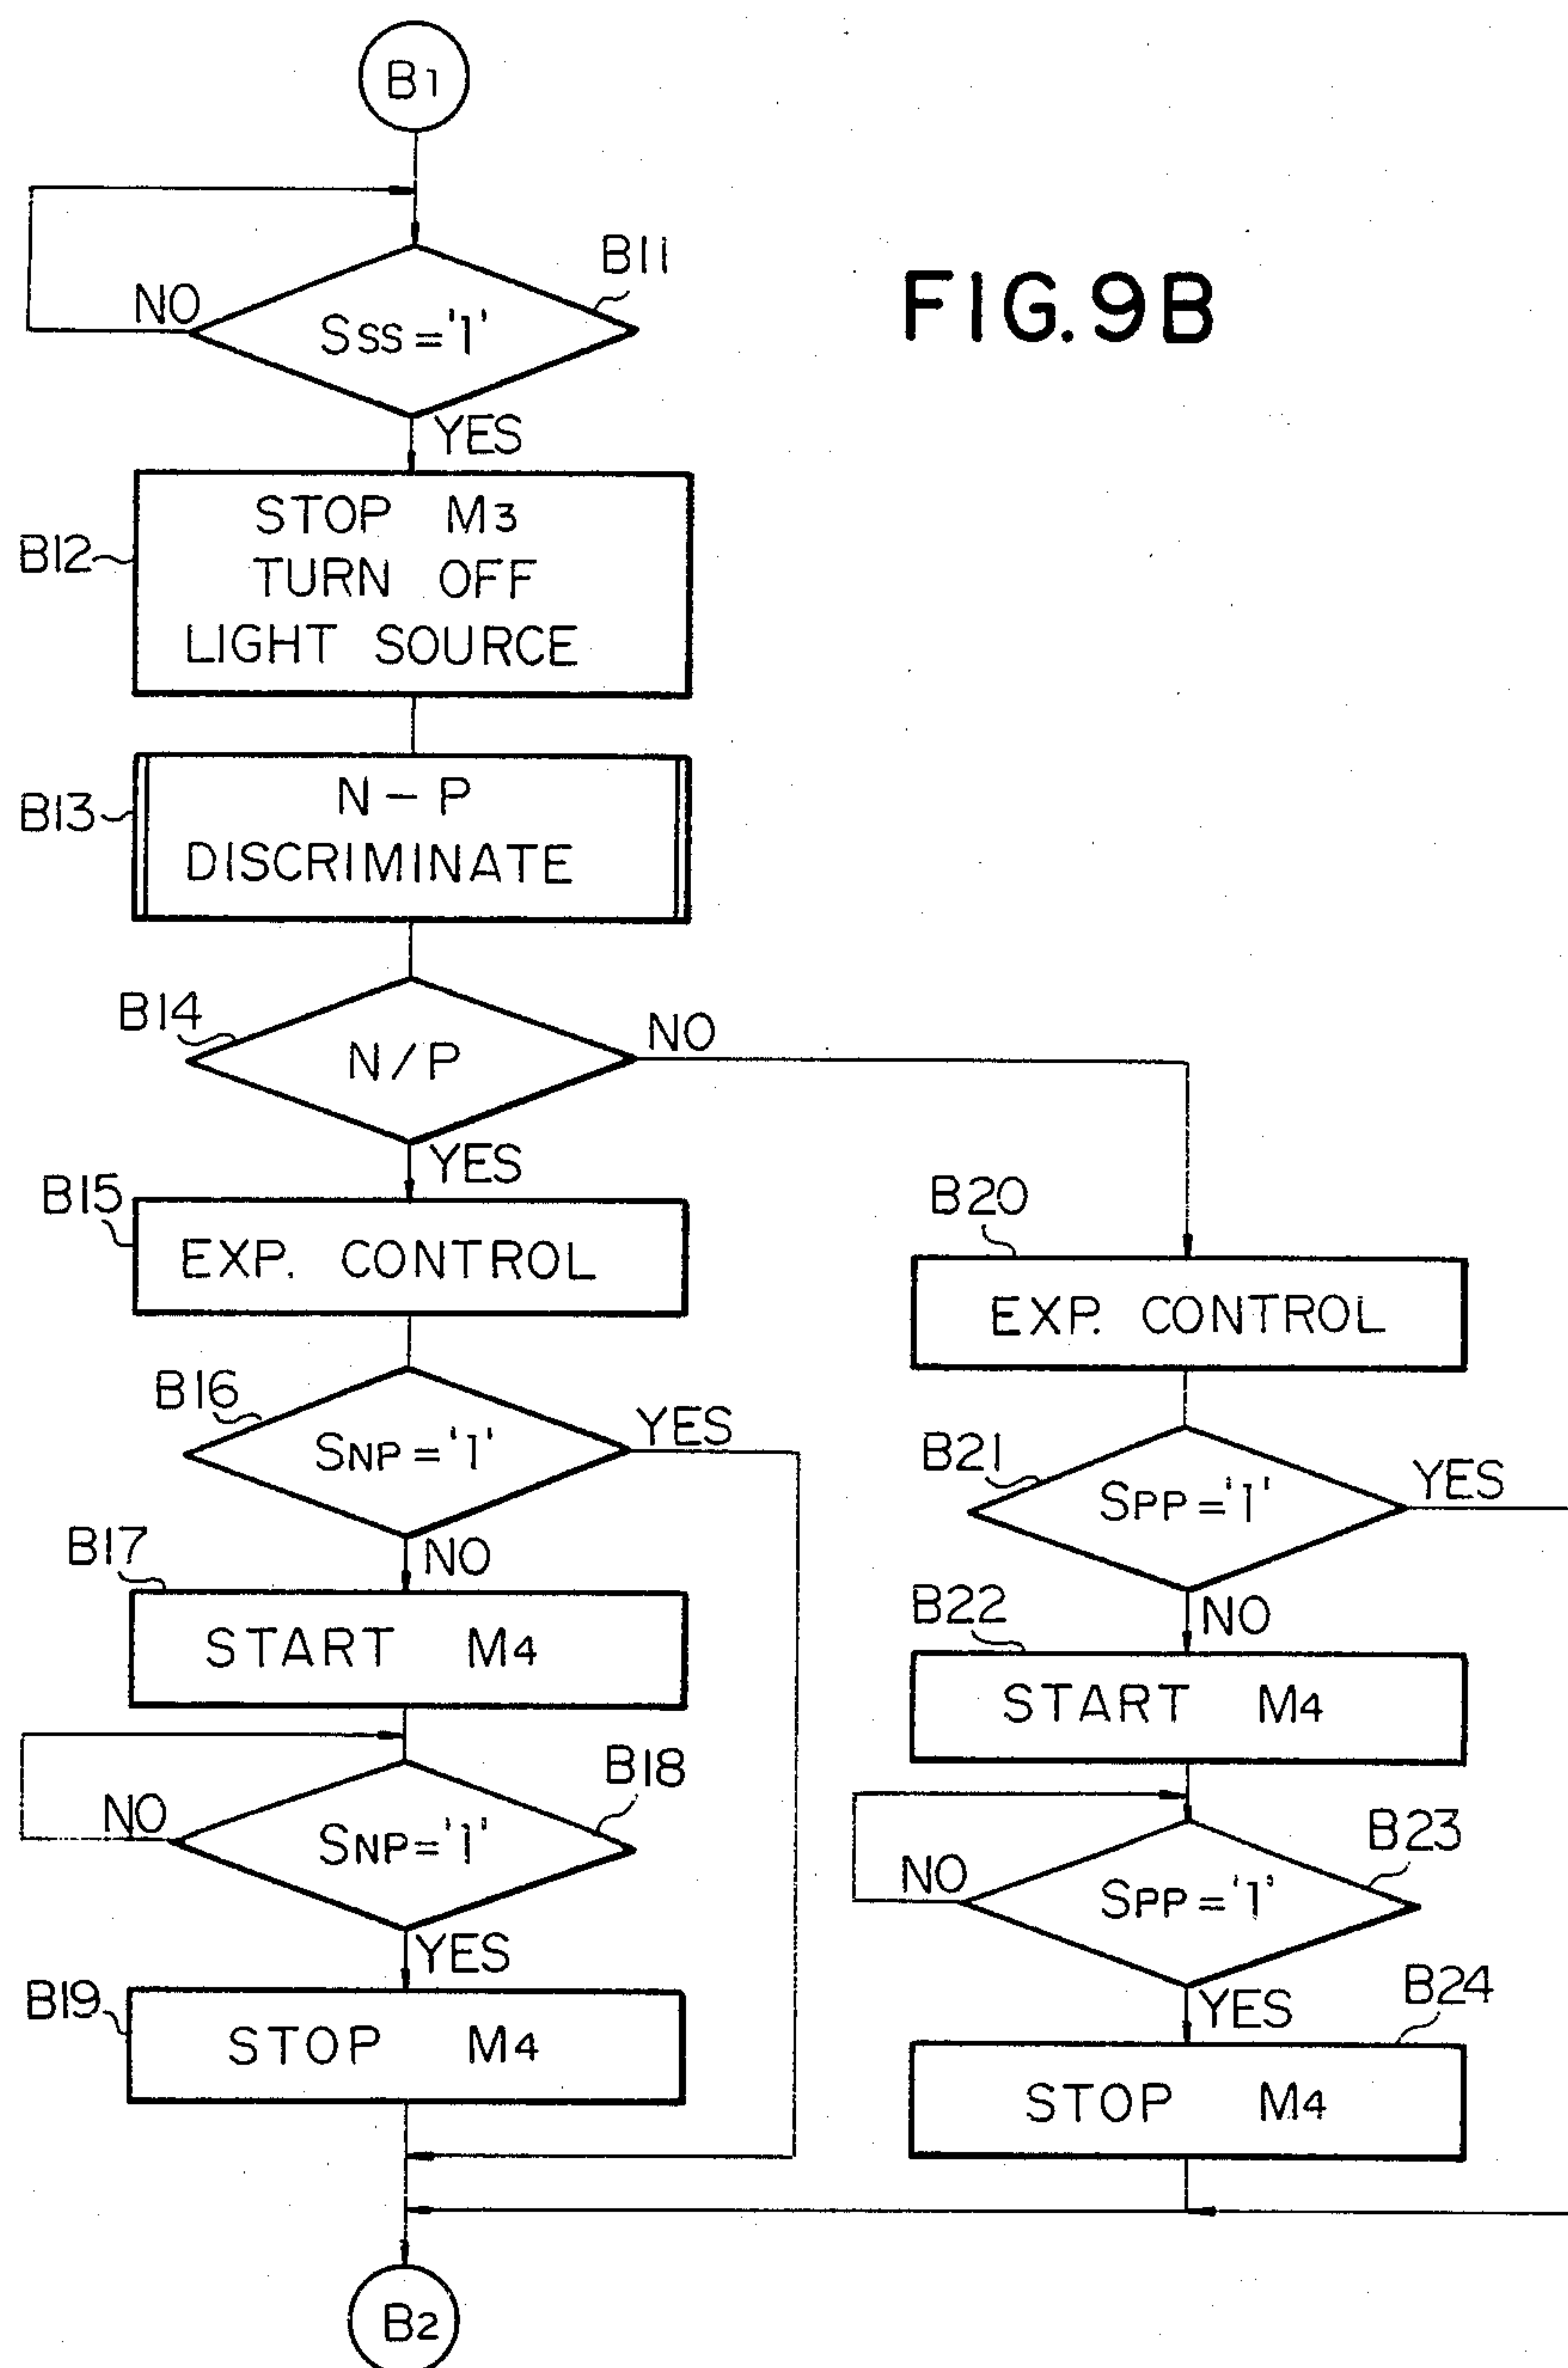 B1
FIG. 9B
B11
NO
SSS='1'
YES
B12
STOP M3
TURN OFF
LIGHT SOURCE
B13
N-P
DISCRIMINATE
B14
N/P
NO
YES
B15
EXP. CONTROL
B16
SNP='1'
YES
NO
B17
START M4
B18
NO
SNP='1'
YES
B19
STOP M4
B20
EXP. CONTROL
B21
SPP='1'
YES
NO
B22
START M4
B23
NO
SPP='1'
YES
B24
STOP M4
B2